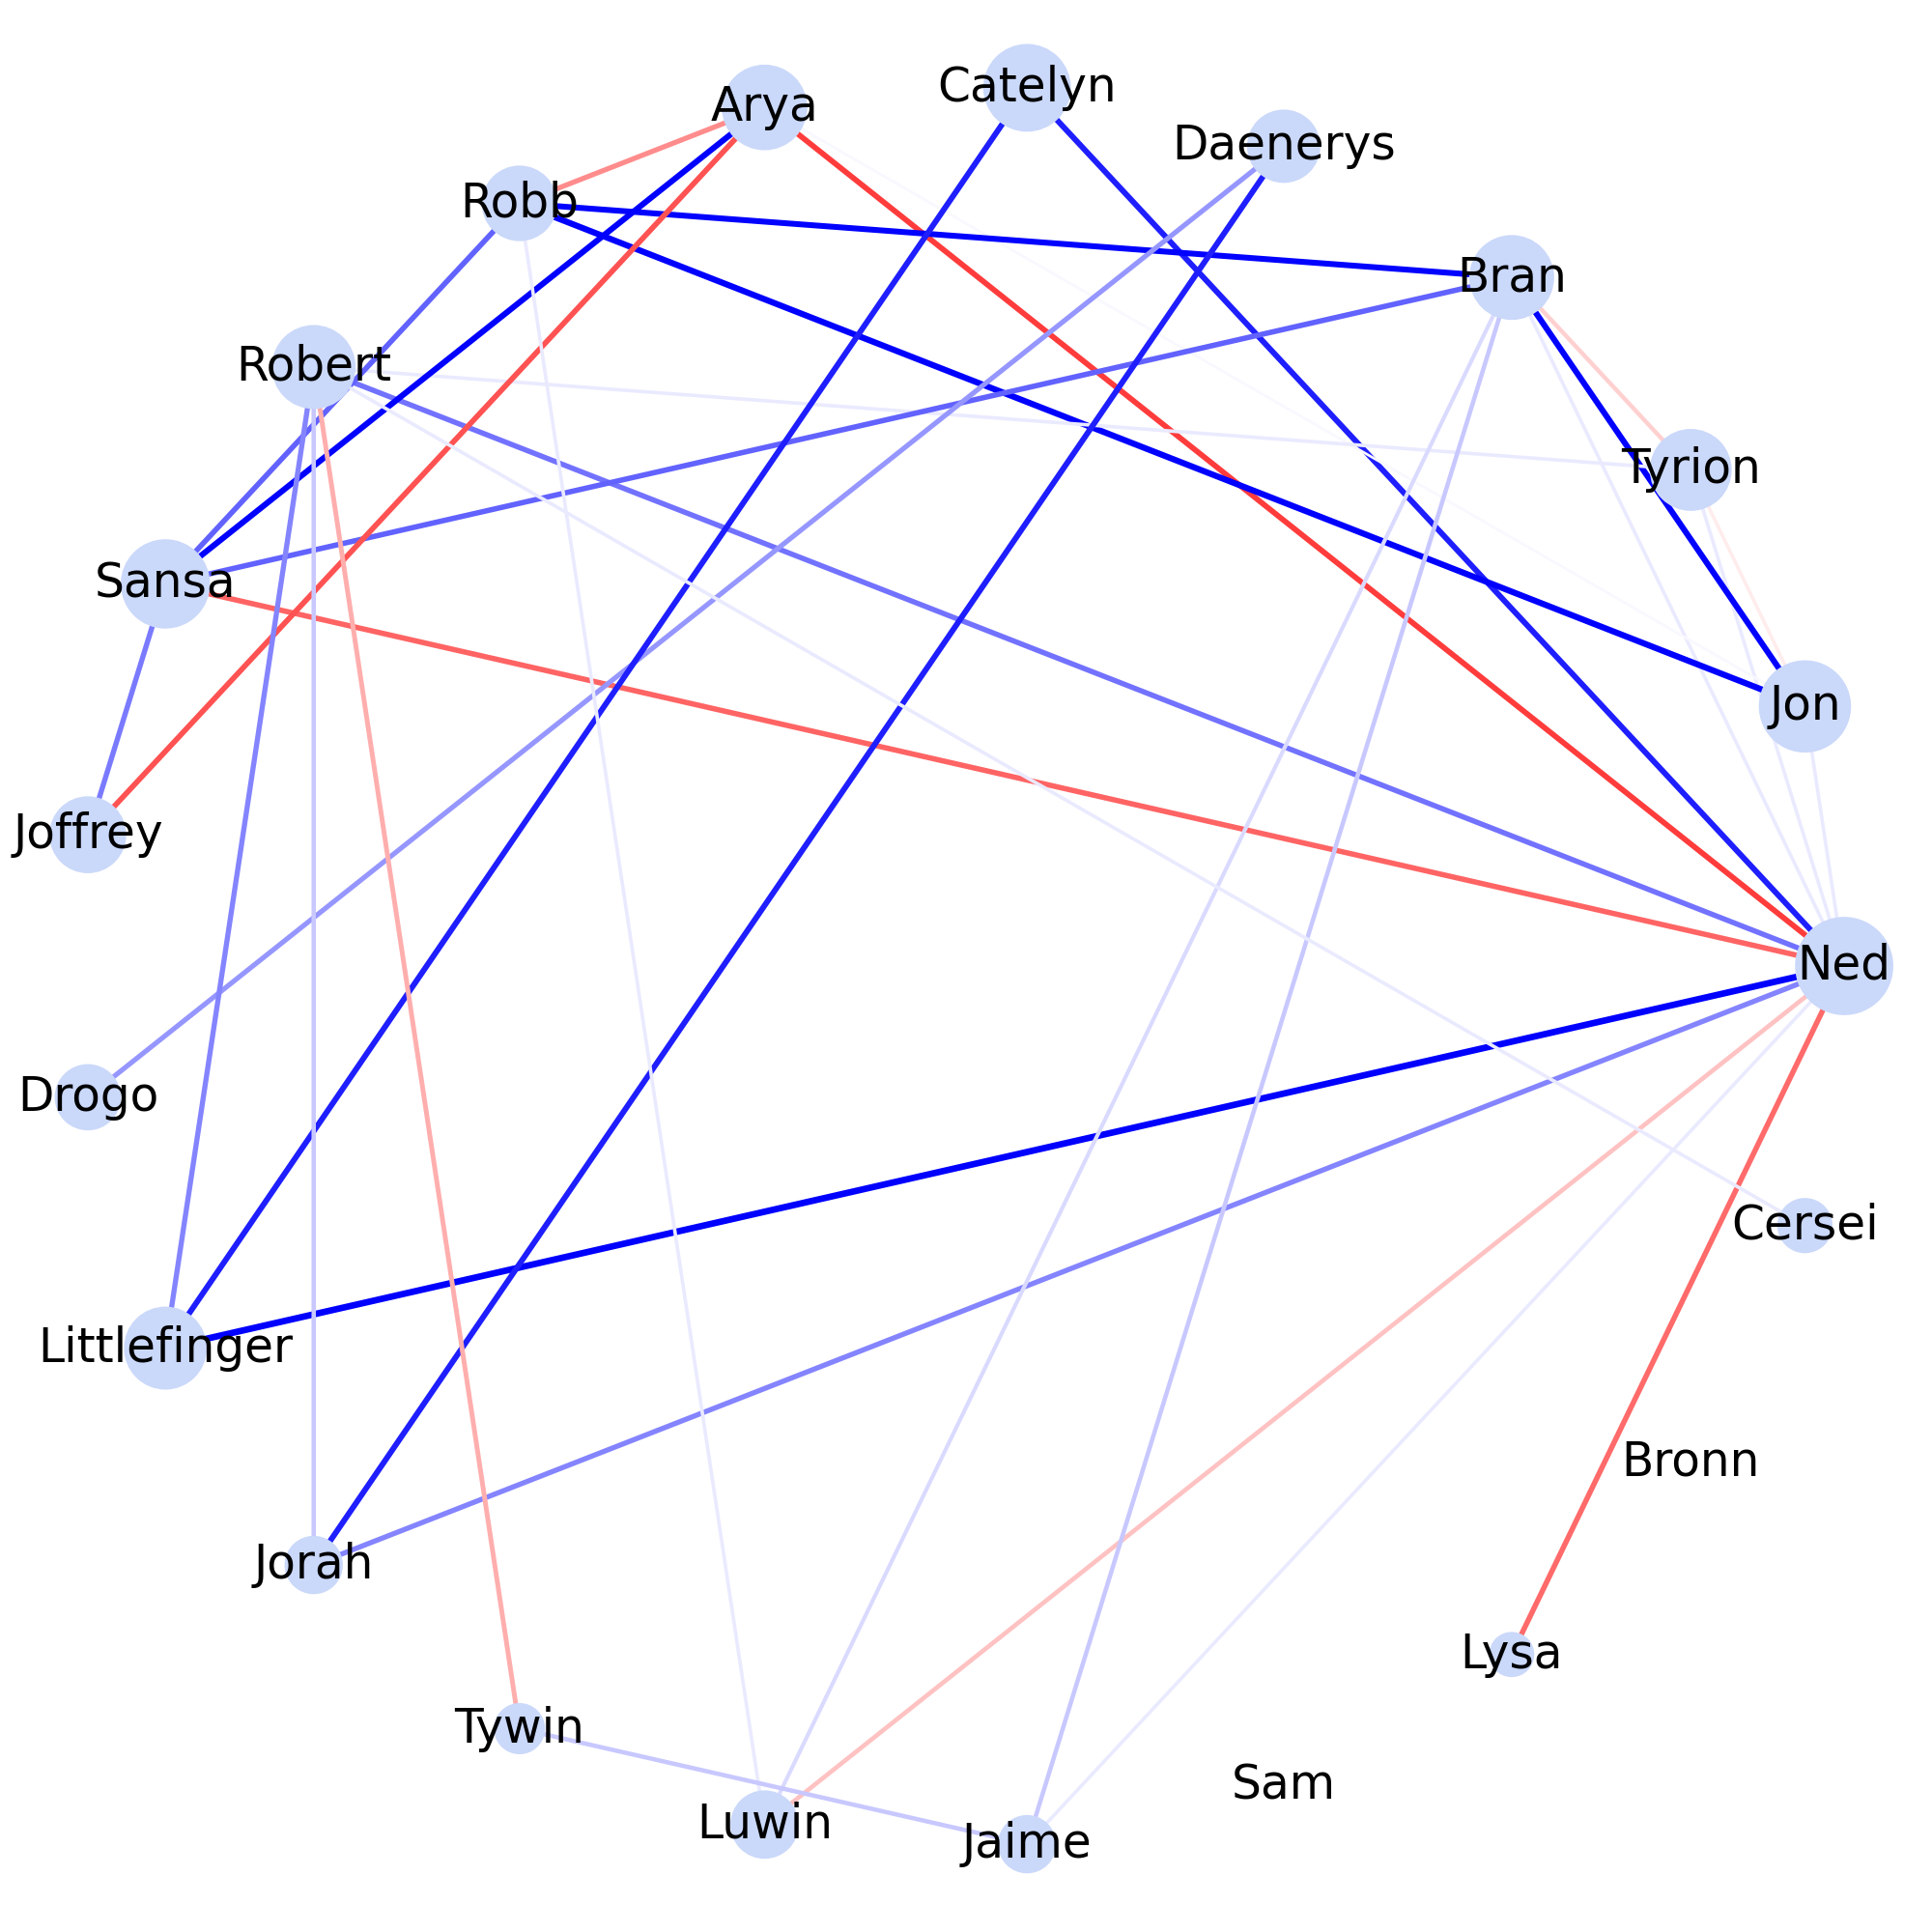 Catelyn
Arya
Daenerys
Robb
Bran
Robert
Tyrion
Sansa
Jon
Joffrey
Ned
Drogo
Cersei
Littlefinger
Bronn
Jorah
Lysa
Tywin
Sam
Luwin
Jaime